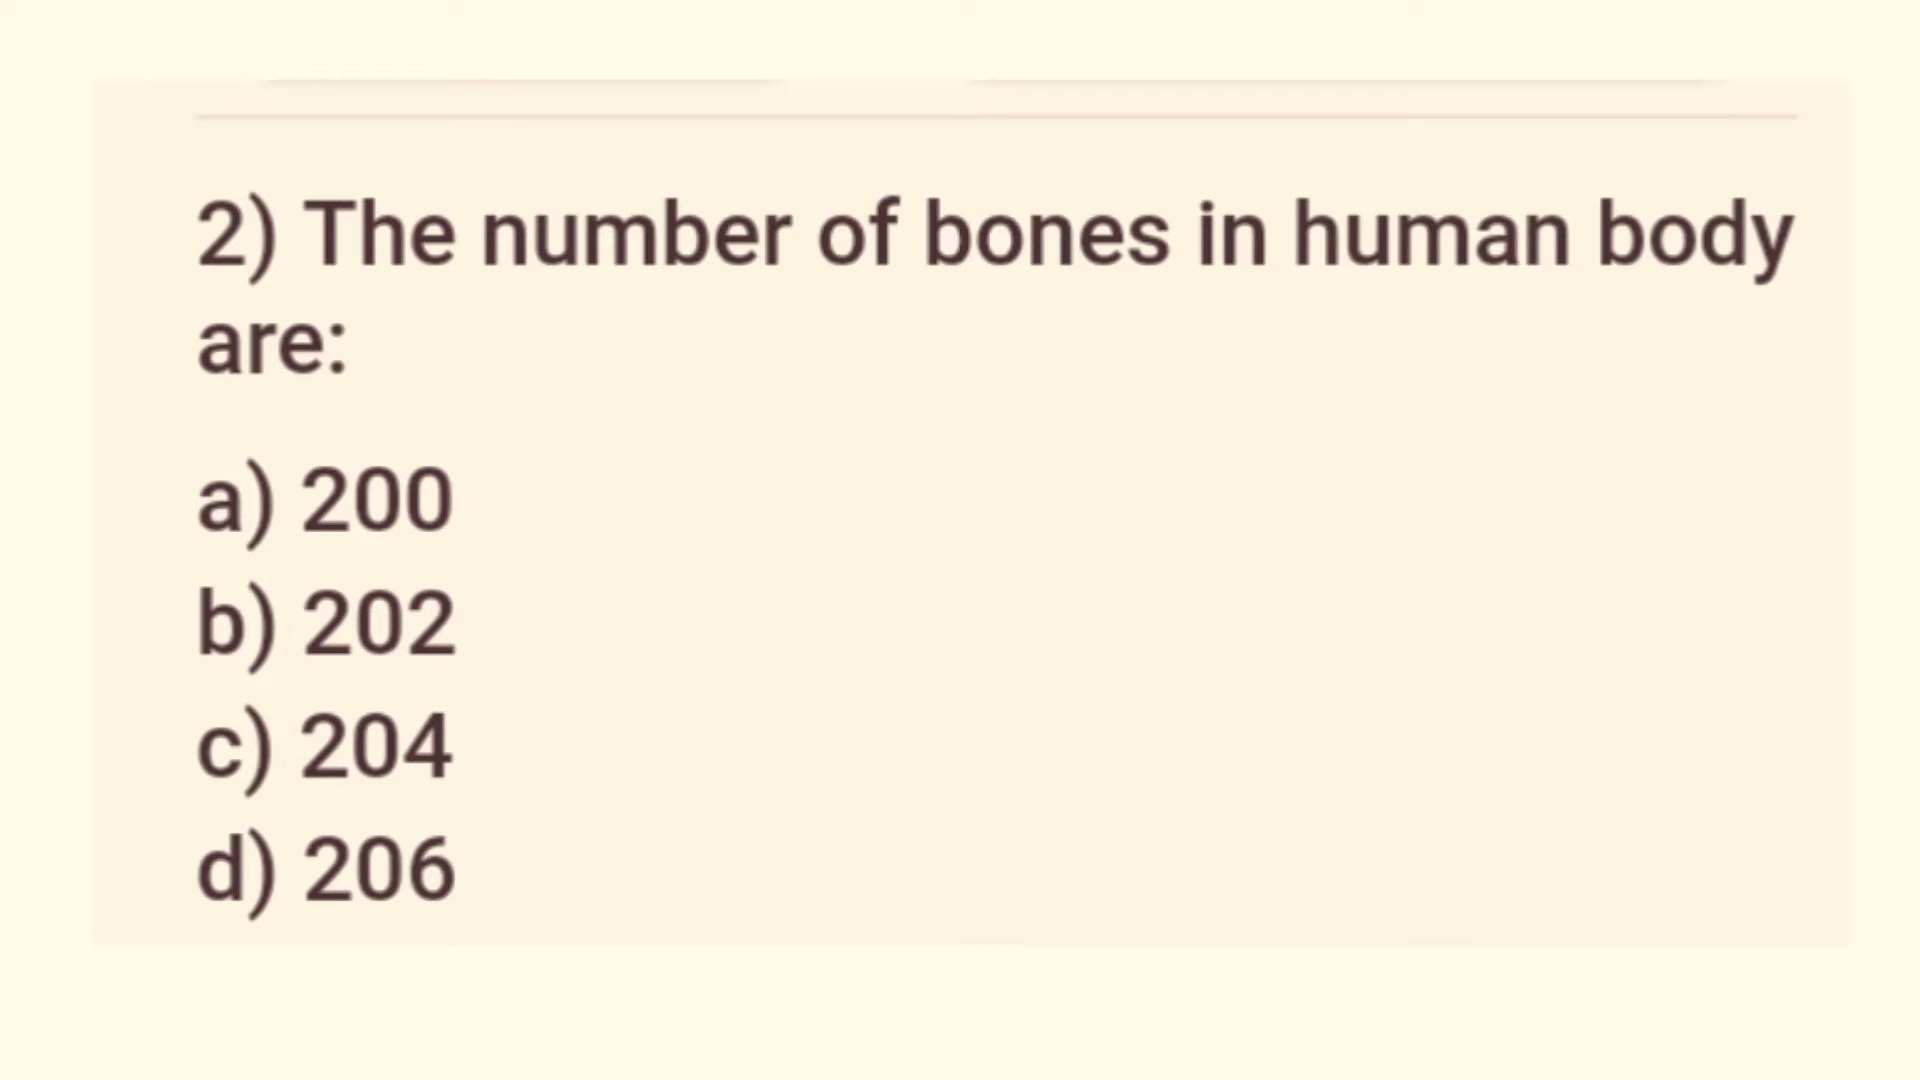 2) The number of bones in human body
are:
a) 200
b) 202
c) 204
d) 206